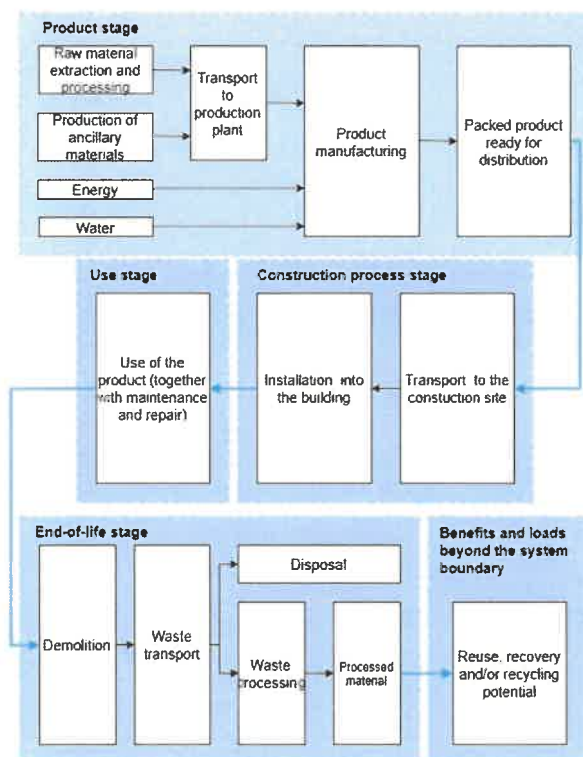 Product stage
Raw material
extraction and
processing
Transport
to
production
plant
Production of
ancillary
materials
Energy
Water
Product
manufacturing
Packed product
ready for
distribution
Use stage
Construction process stage
Use of the
product (together
with maintenance
and repair)
Installation into
the building
Transport to the
constuction site
End-of-life stage
Benefits and loads
beyond the system
boundary
Demolition
Waste
transport
Disposal
Waste
processing
Processed
material
Reuse, recovery
and/or recycling
potential